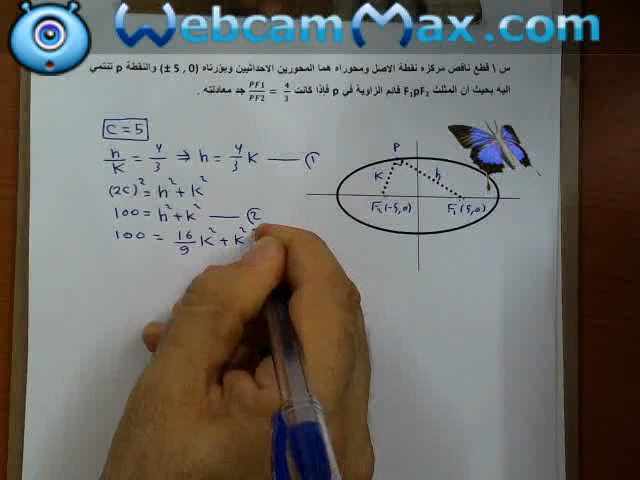 WebcamMax.com
س ١ قطع ناقص مركزه نقطة الاصل ومحوراه هما المحورين الاحداثيين وبؤرتاه (± 5 , 0) والنقطة p تنتمي
اليه بحيث أن المثلث F₁pF₂ قائم الزاوية في p فإذا كانت PF1/PF2 = 4/3 جد معادلته .
C = 5
h/K = 4/3 ⇒ h = 4/3 K —— ①
(2C)² = h² + K²
100 = h² + K² —— ②
100 = 16/9 K² + K²
P
K h
F₂(-5,0) F₁(5,0)